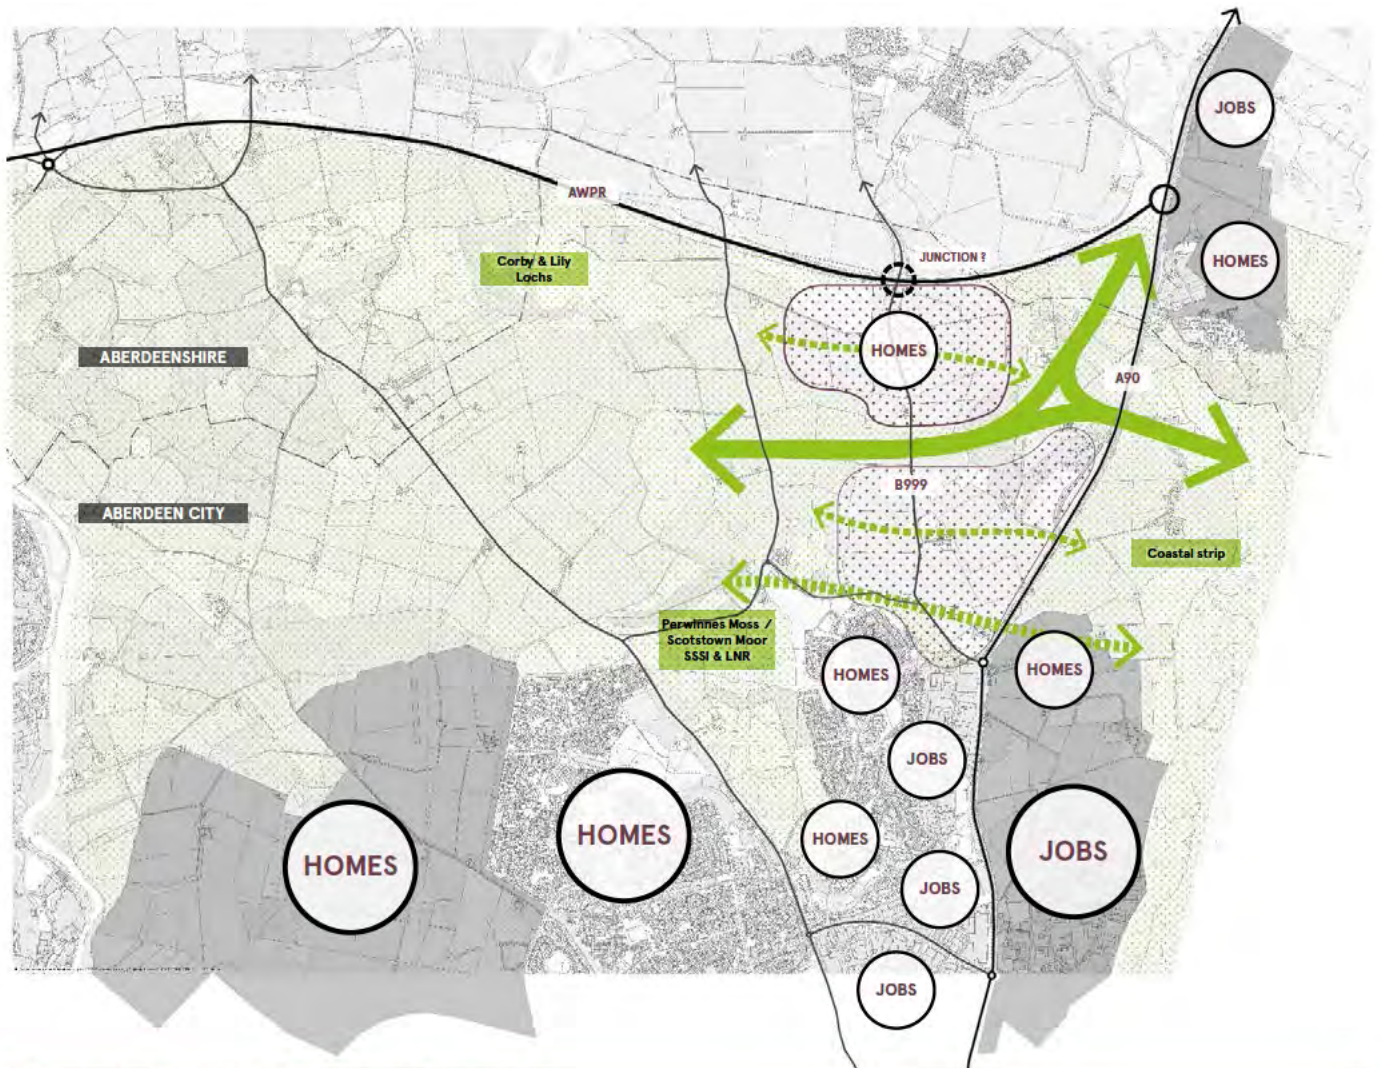 JOBS
AWPR
JUNCTION ?
Corby & Lily
Lochs
HOMES
ABERDEENSHIRE
HOMES
A90
B999
ABERDEEN CITY
Coastal strip
Perwinnes Moss /
Scotstown Moor
SSSI & LNR
HOMES
HOMES
JOBS
HOMES
HOMES
HOMES
JOBS
JOBS
JOBS